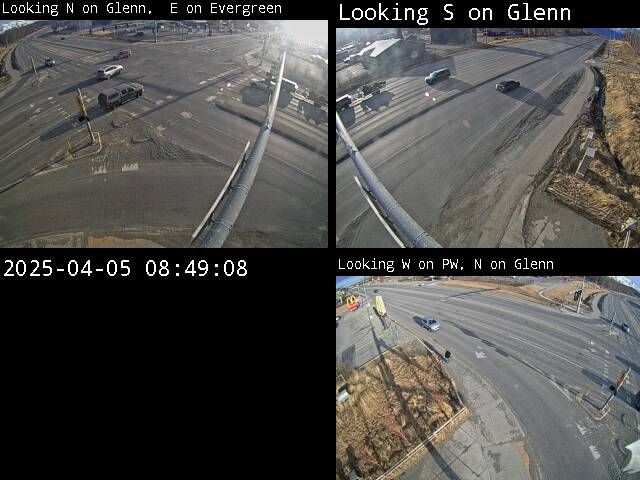 Looking N on Glenn,  E on Evergreen
Looking S on Glenn
2025-04-05 08:49:08
Looking W on PW, N on Glenn